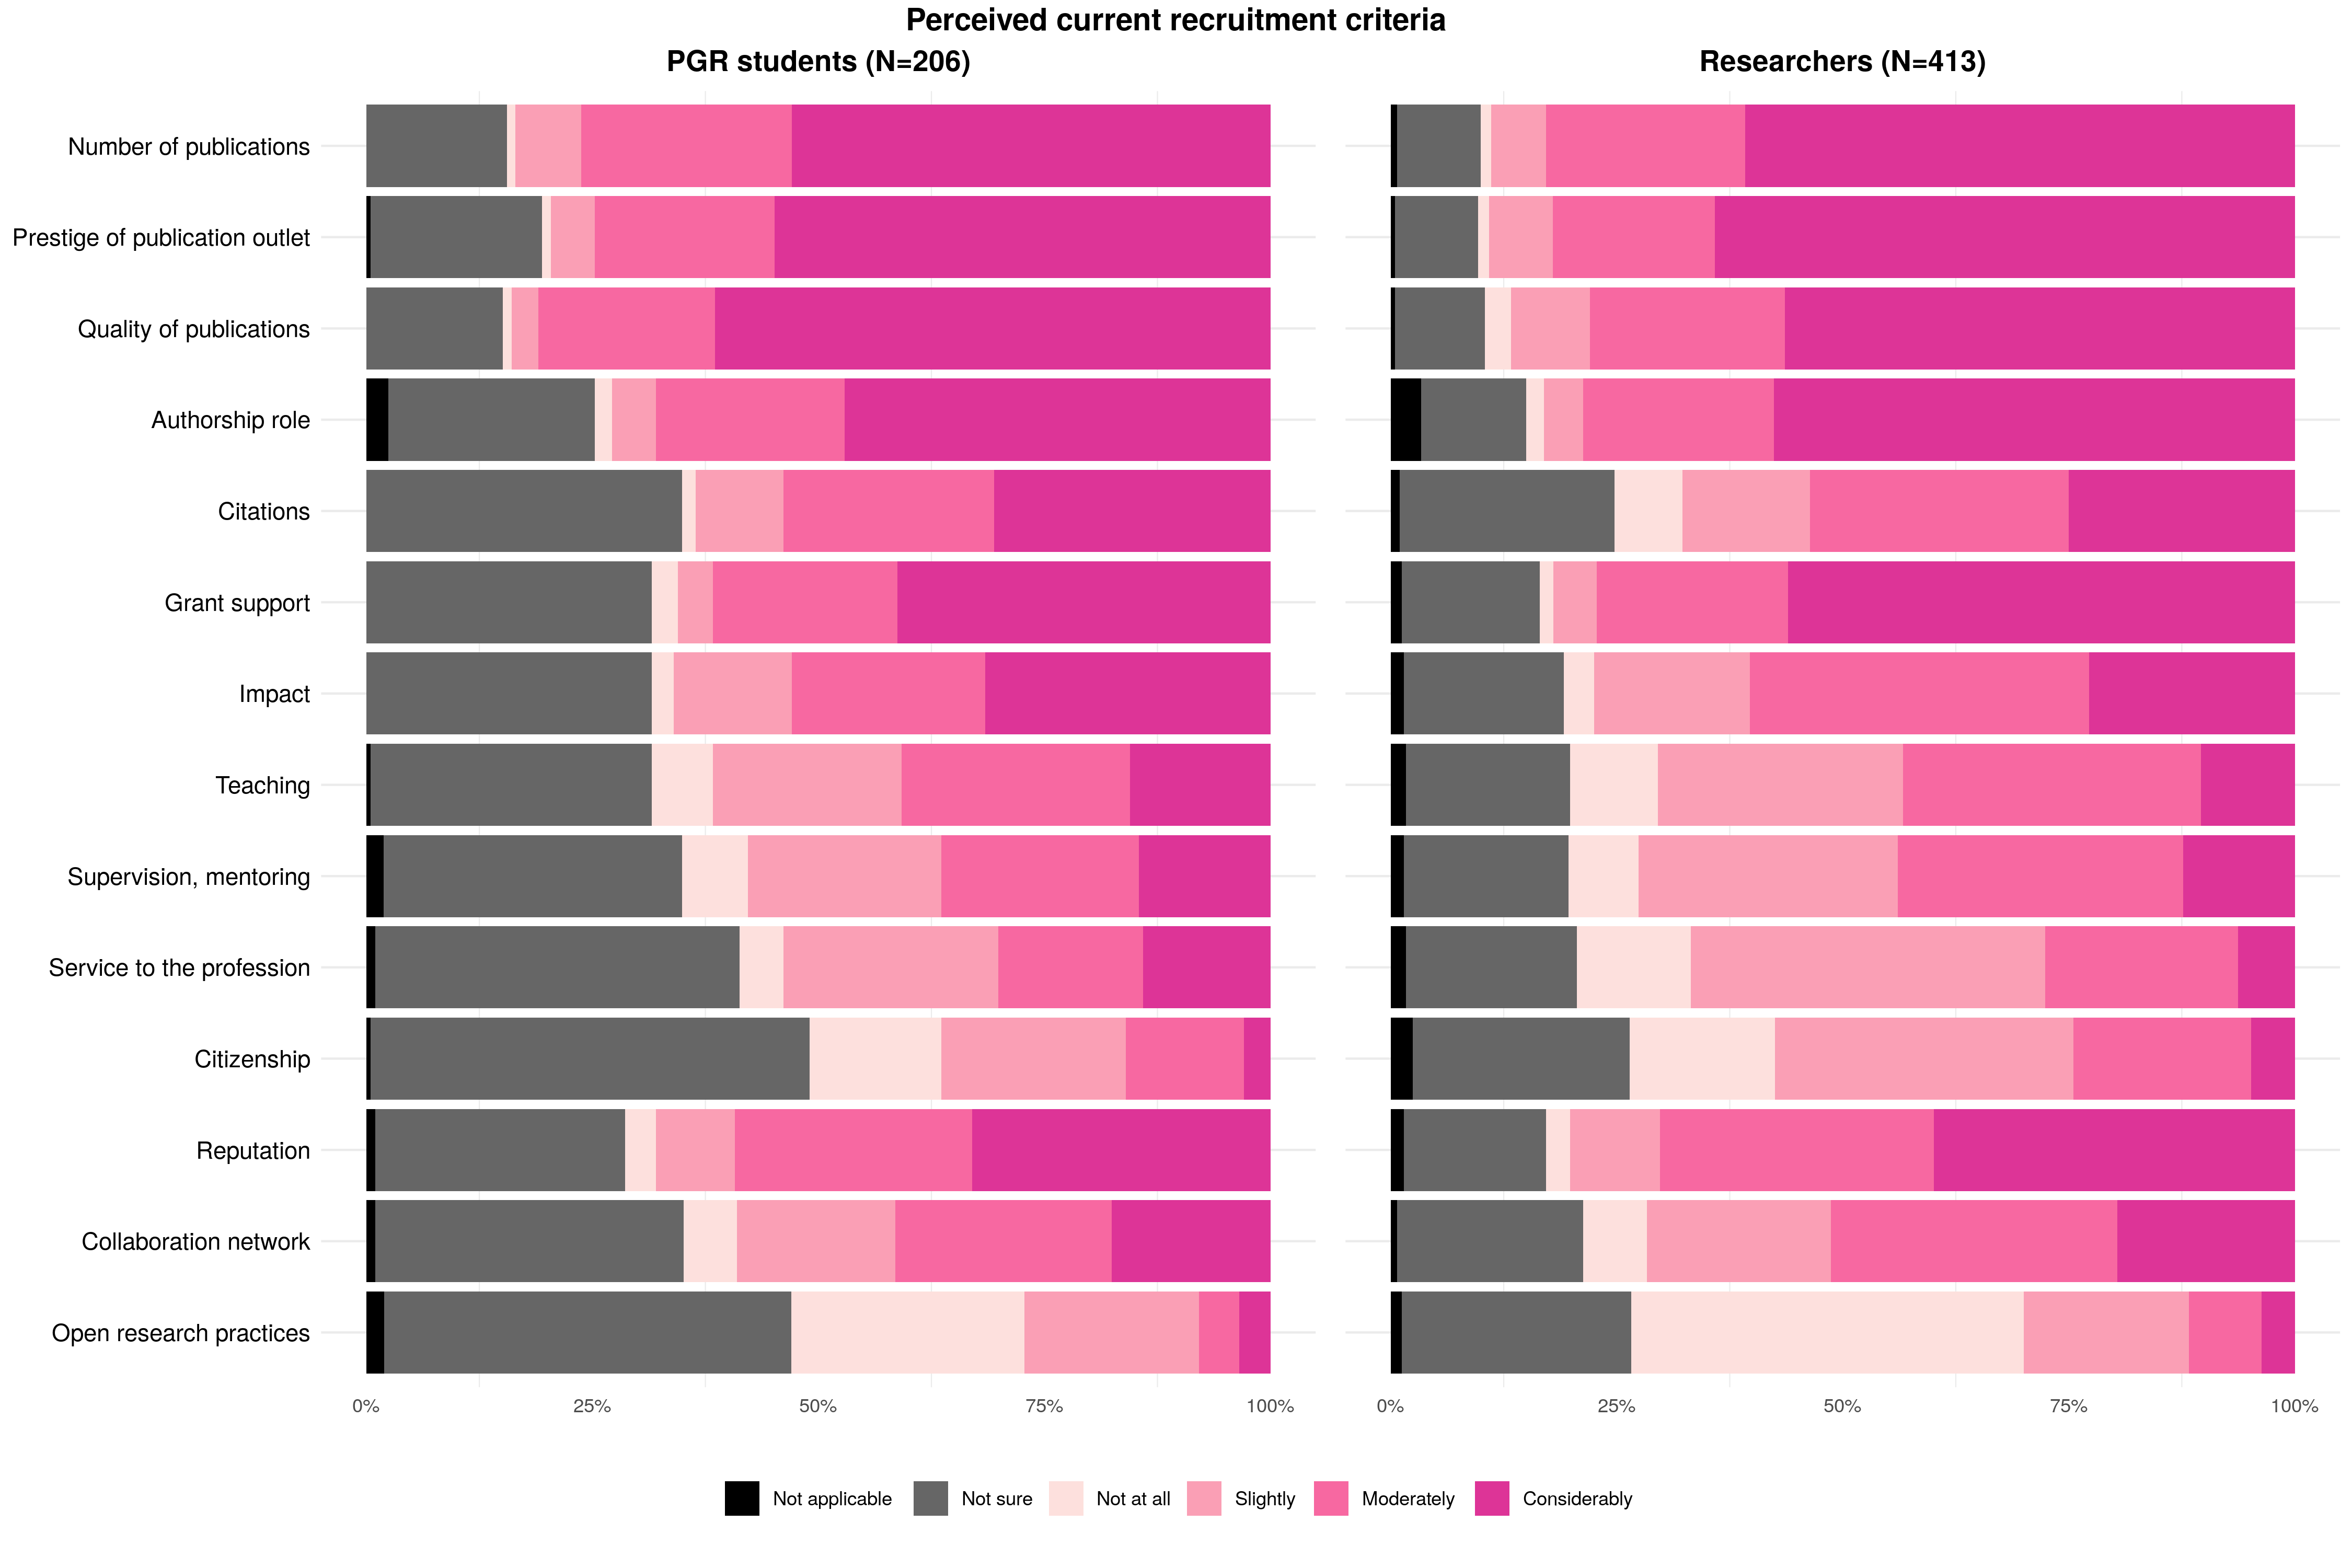 Perceived current recruitment criteria
PGR students (N=206)
Researchers (N=413)
Number of publications
Prestige of publication outlet
Quality of publications
Authorship role
Citations
Grant support
Impact
Teaching
Supervision, mentoring
Service to the profession
Citizenship
Reputation
Collaboration network
Open research practices
0% 25% 50% 75% 100%
0% 25% 50% 75% 100%
Not applicable Not sure Not at all Slightly Moderately Considerably